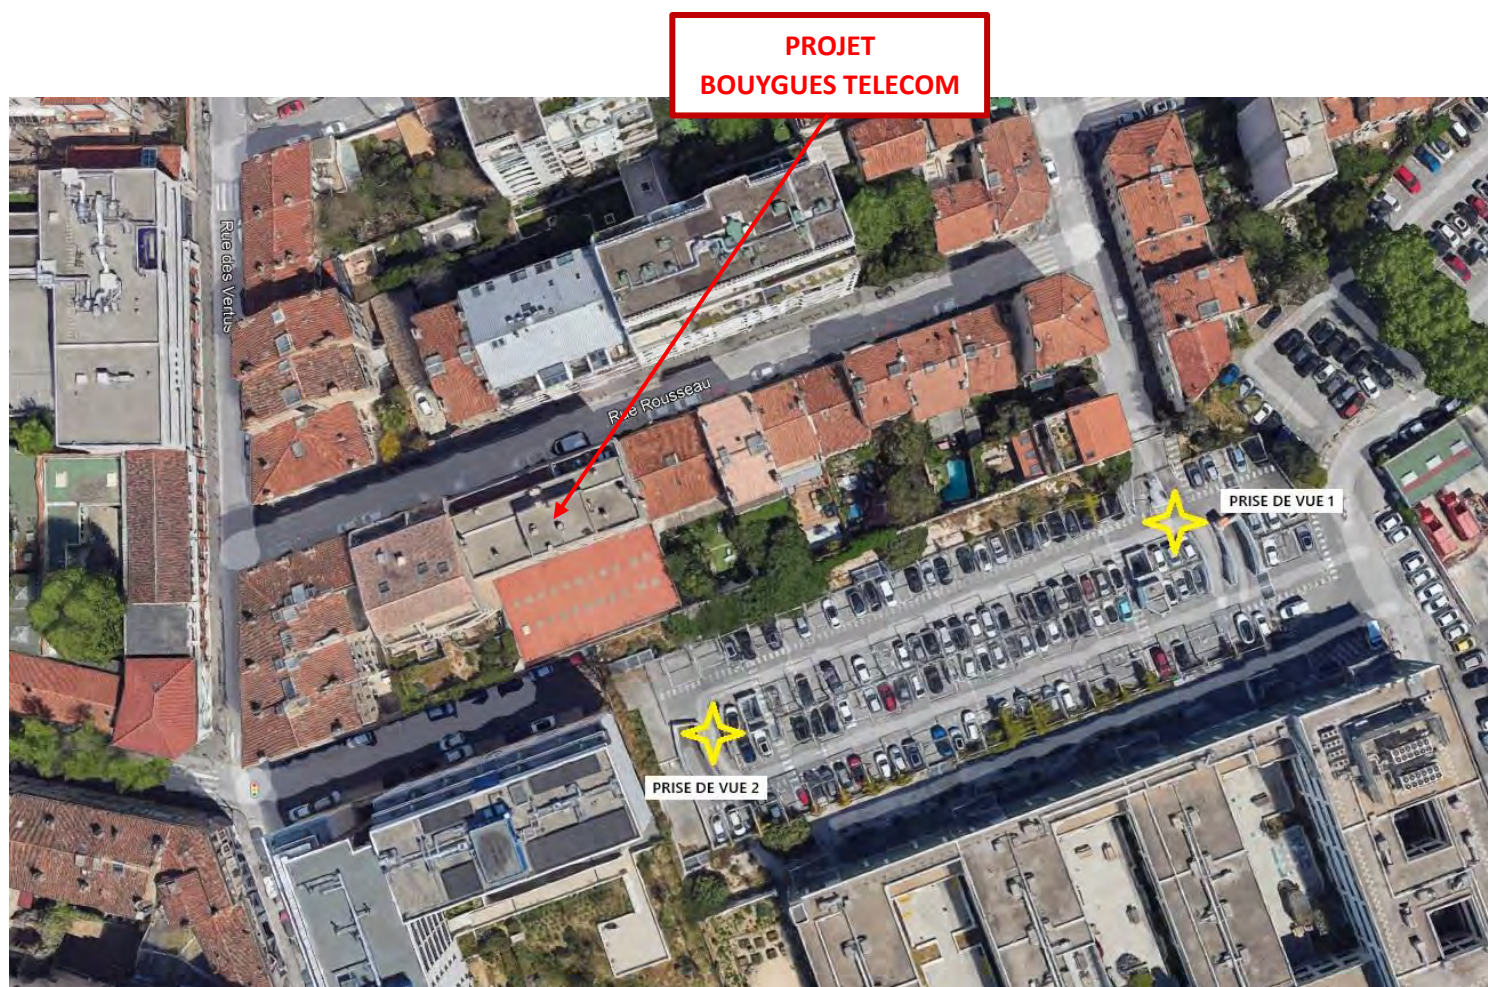 PROJET
BOUYGUES TELECOM
Rue des Vertus
Rue Rousseau
PRISE DE VUE 1
PRISE DE VUE 2